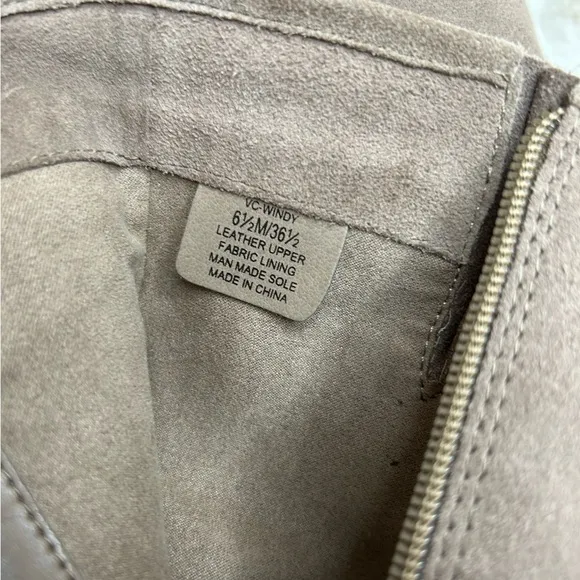 VC-WINDY
6½M/36½
LEATHER UPPER
FABRIC LINING
MAN MADE SOLE
MADE IN CHINA